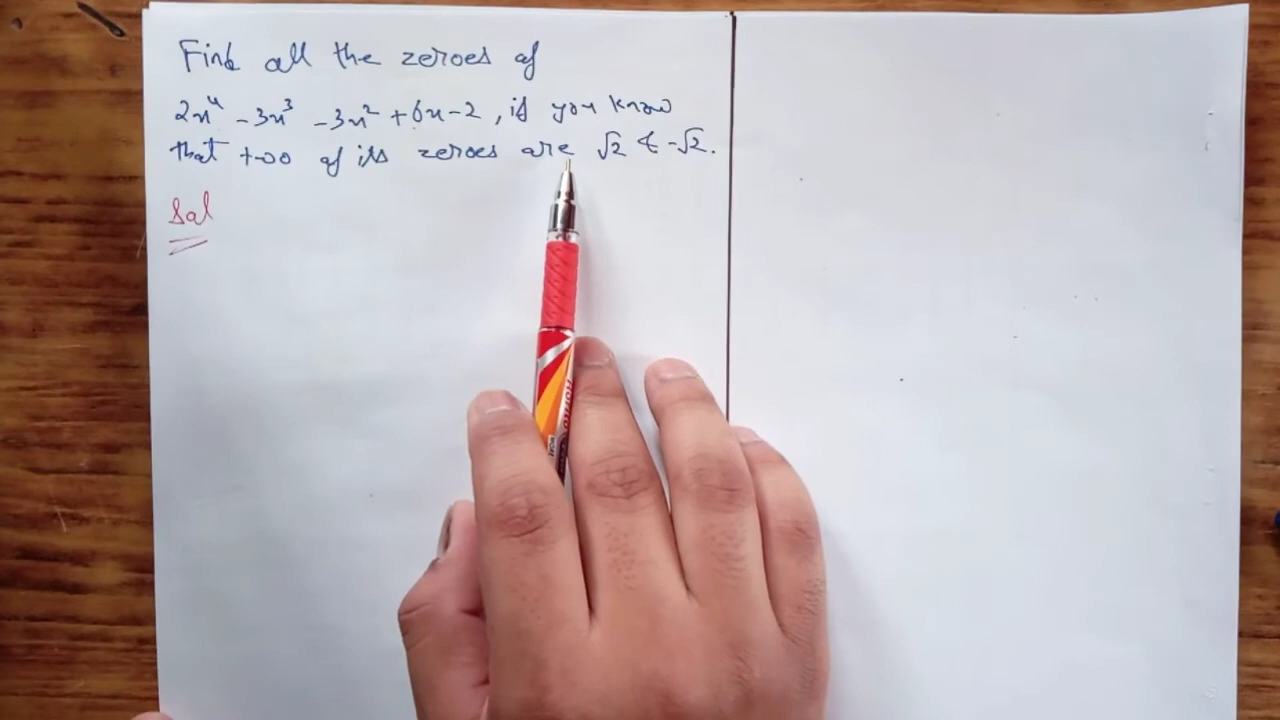 Find all the zeroes of
2x⁴ - 3x³ - 3x² + 6x - 2, if you know
that two of its zeroes are √2 & -√2.
Sol